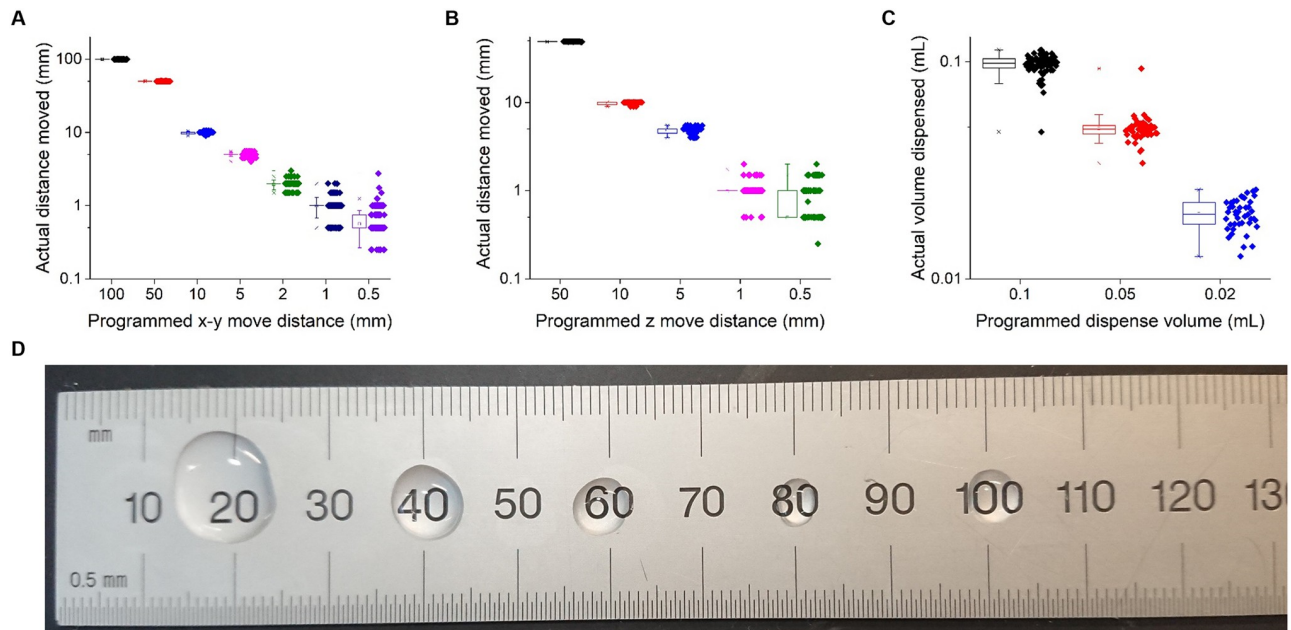 A
Actual distance moved (mm)
100
10
1
0.1
100 50 10 5 2 1 0.5
Programmed x-y move distance (mm)
B
Actual distance moved (mm)
10
1
0.1
50 10 5 1 0.5
Programmed z move distance (mm)
C
Actual volume dispensed (mL)
0.1
0.01
0.1 0.05 0.02
Programmed dispense volume (mL)
D
mm
10 20 30 40 50 60 70 80 90 100 110 120 130
0.5 mm